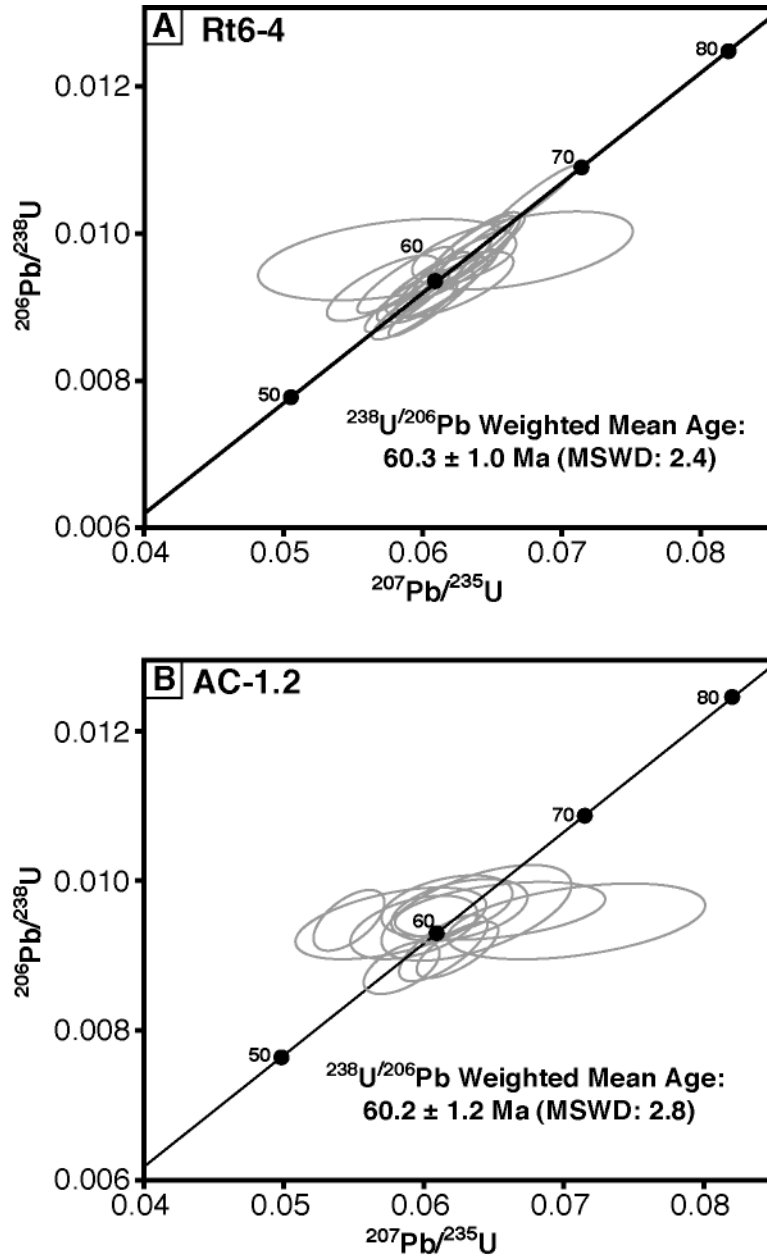 A Rt6-4
0.012
0.010
0.008
0.006
²⁰⁶Pb/²³⁸U
80
70
60
50
²³⁸U/²⁰⁶Pb Weighted Mean Age:
60.3 ± 1.0 Ma (MSWD: 2.4)
0.04 0.05 0.06 0.07 0.08
²⁰⁷Pb/²³⁵U
B AC-1.2
0.012
0.010
0.008
0.006
²⁰⁶Pb/²³⁸U
80
70
60
50
²³⁸U/²⁰⁶Pb Weighted Mean Age:
60.2 ± 1.2 Ma (MSWD: 2.8)
0.04 0.05 0.06 0.07 0.08
²⁰⁷Pb/²³⁵U